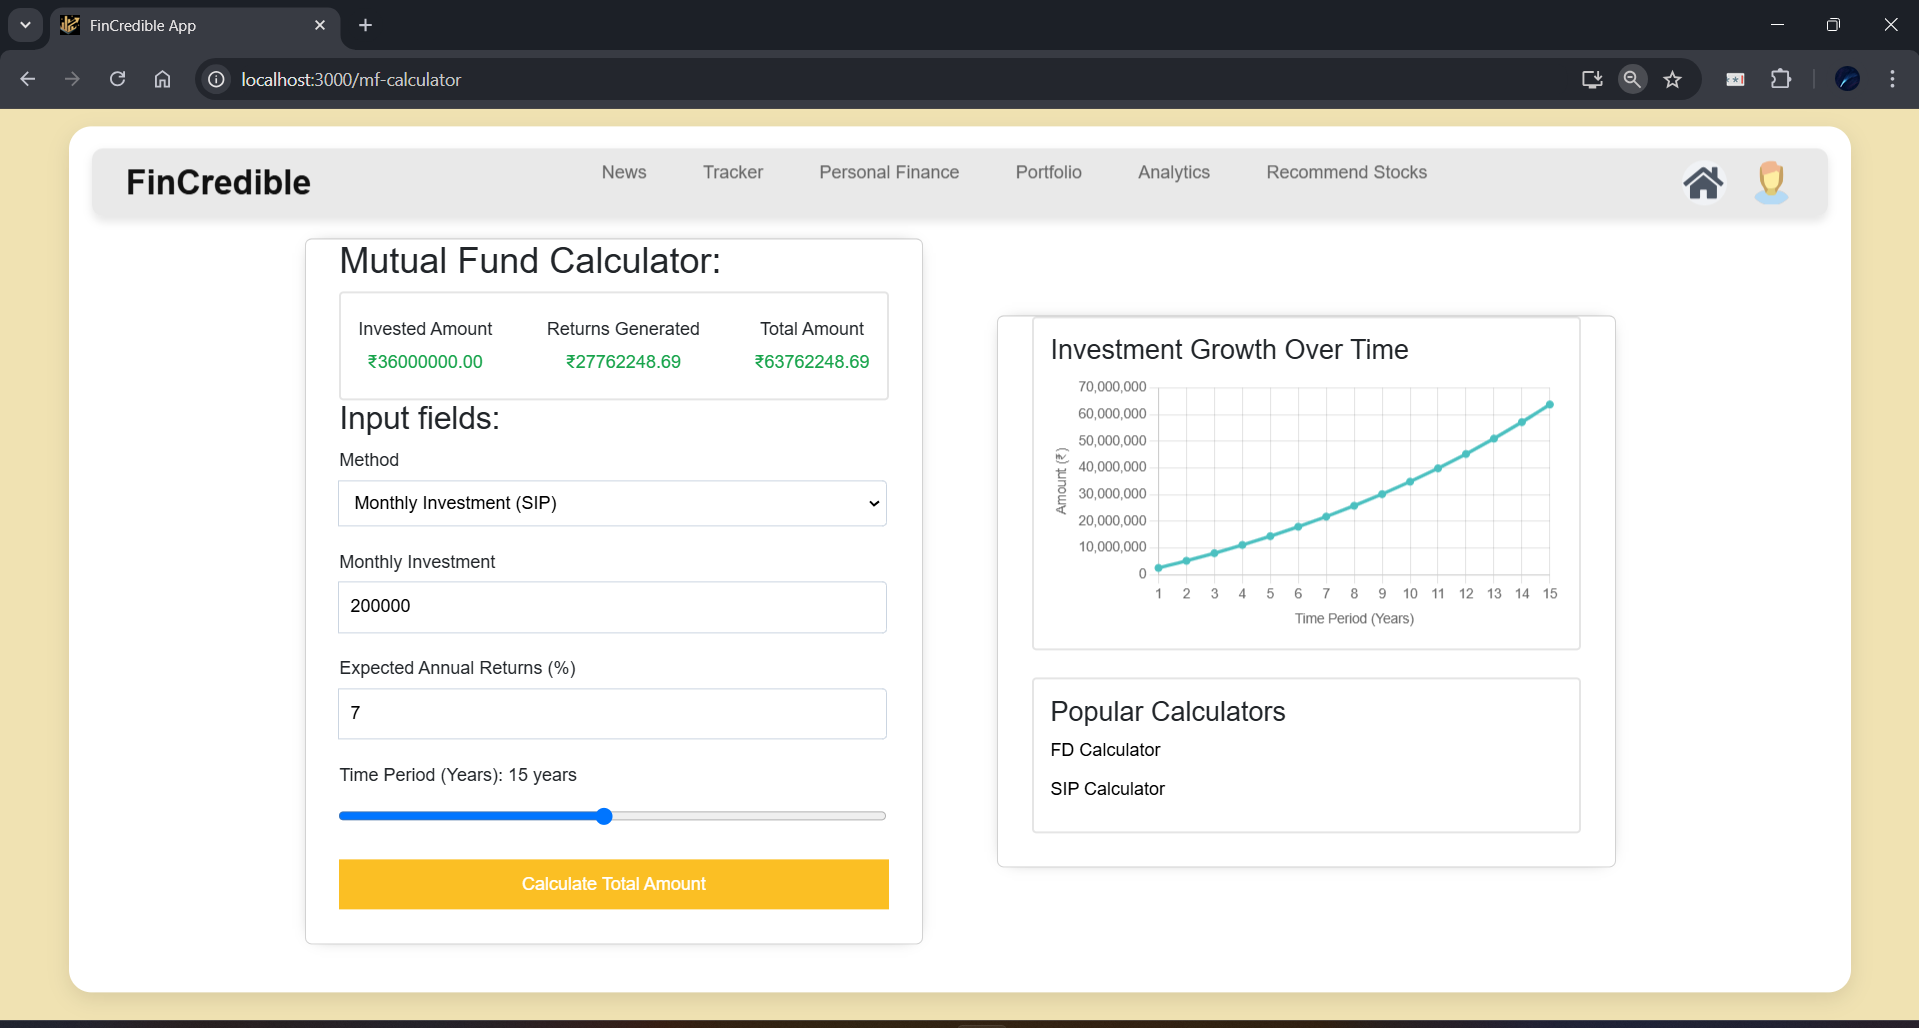 FinCredible App
localhost:3000/mf-calculator
FinCredible
News Tracker Personal Finance Portfolio Analytics Recommend Stocks
Mutual Fund Calculator:
Invested Amount Returns Generated Total Amount
₹36000000.00 ₹27762248.69 ₹63762248.69
Input fields:
Method
Monthly Investment (SIP)
Monthly Investment
200000
Expected Annual Returns (%)
7
Time Period (Years): 15 years
Calculate Total Amount
Investment Growth Over Time
70,000,000
60,000,000
50,000,000
40,000,000
30,000,000
20,000,000
10,000,000
0
Amount (₹)
1 2 3 4 5 6 7 8 9 10 11 12 13 14 15
Time Period (Years)
Popular Calculators
FD Calculator
SIP Calculator